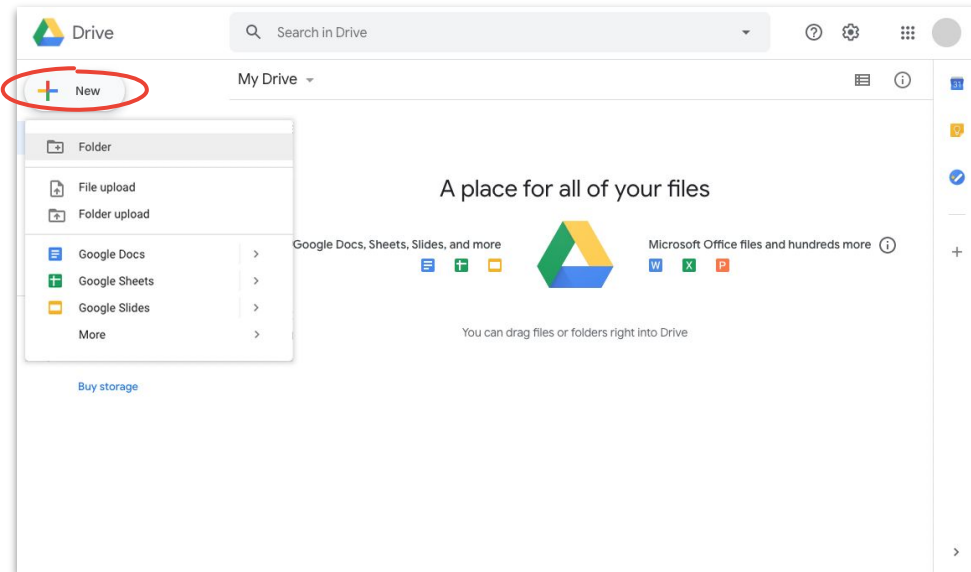 Drive
Search in Drive
New
My Drive
Folder
File upload
Folder upload
Google Docs
Google Sheets
Google Slides
More
Buy storage
A place for all of your files
Google Docs, Sheets, Slides, and more
Microsoft Office files and hundreds more
W X P
You can drag files or folders right into Drive
31